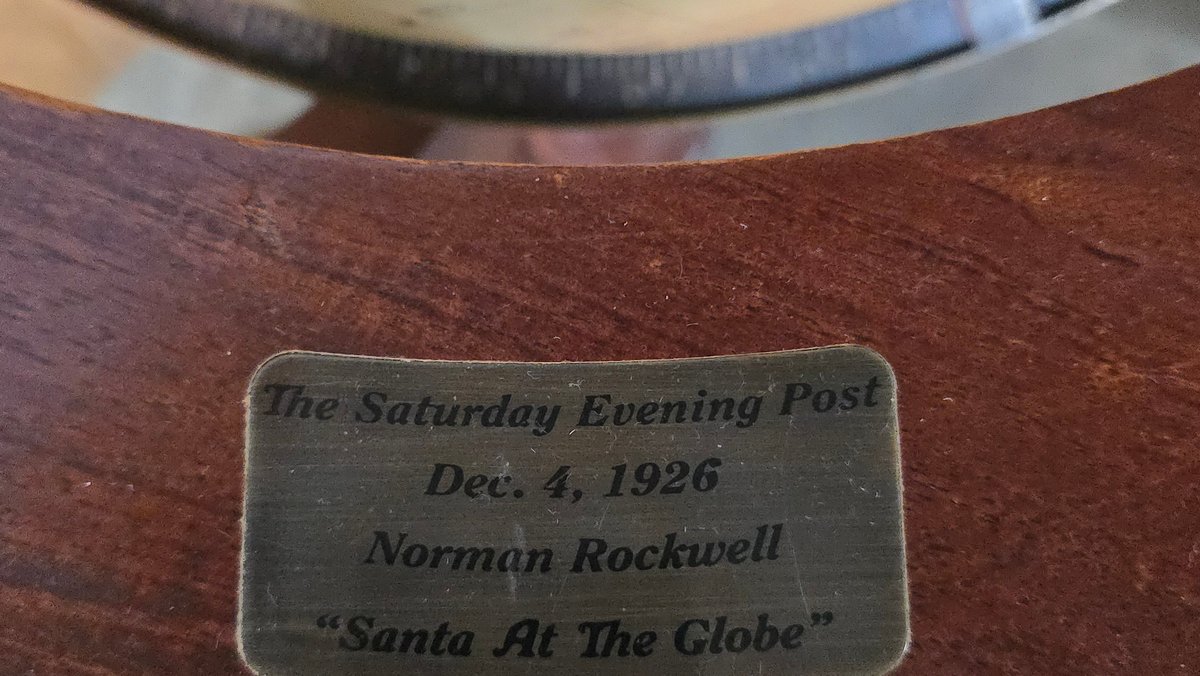 The Saturday Evening Post
Dec. 4, 1926
Norman Rockwell
“Santa At The Globe”